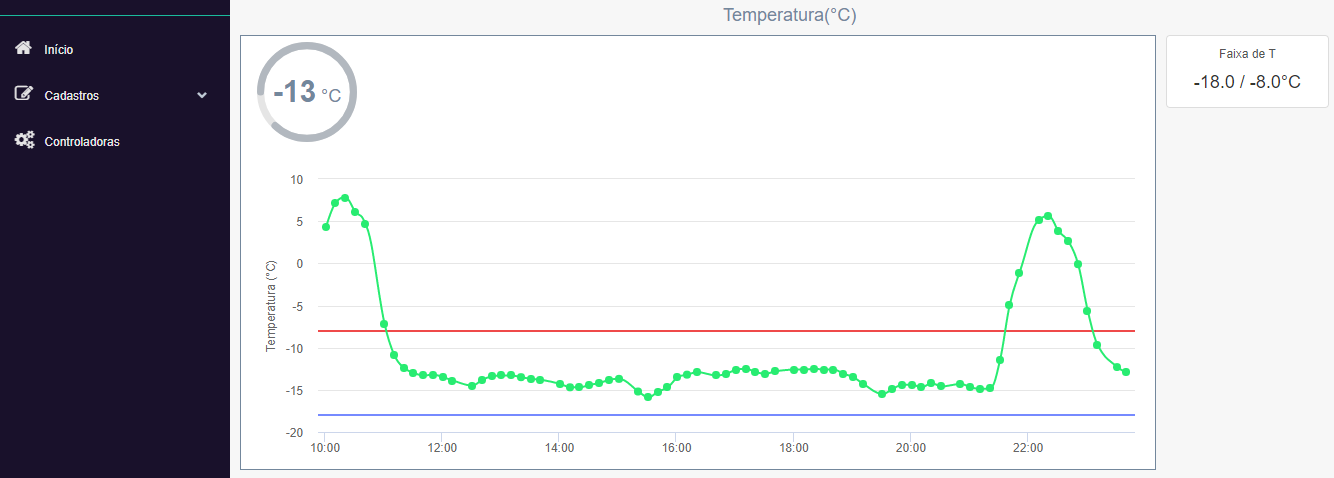 Temperatura(°C)
Início
Cadastros
Controladoras
-13 °C
Faixa de T
-18.0 / -8.0°C
Temperatura (°C)
10
5
0
-5
-10
-15
-20
10:00 12:00 14:00 16:00 18:00 20:00 22:00